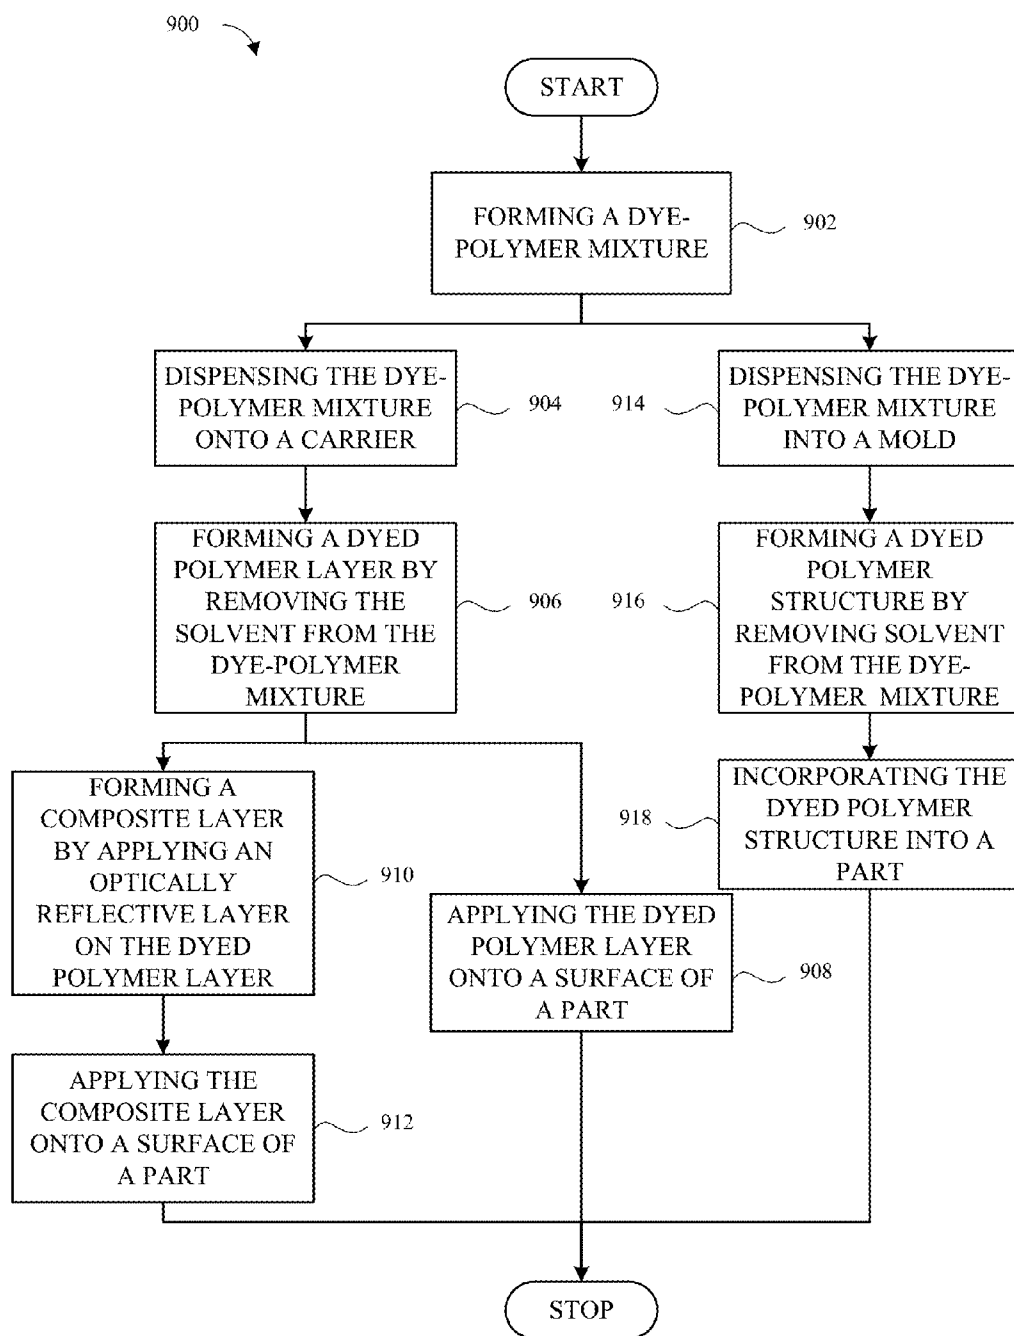 900
START
FORMING A DYE-
POLYMER MIXTURE
902
DISPENSING THE DYE-
POLYMER MIXTURE
ONTO A CARRIER
904
914
DISPENSING THE DYE-
POLYMER MIXTURE
INTO A MOLD
FORMING A DYED
POLYMER LAYER BY
REMOVING THE
SOLVENT FROM THE
DYE-POLYMER
MIXTURE
906
916
FORMING A DYED
POLYMER
STRUCTURE BY
REMOVING SOLVENT
FROM THE DYE-
POLYMER MIXTURE
FORMING A
COMPOSITE LAYER
BY APPLYING AN
OPTICALLY
REFLECTIVE LAYER
ON THE DYED
POLYMER LAYER
910
APPLYING THE DYED
POLYMER LAYER
ONTO A SURFACE OF
A PART
908
918
INCORPORATING THE
DYED POLYMER
STRUCTURE INTO A
PART
APPLYING THE
COMPOSITE LAYER
ONTO A SURFACE OF
A PART
912
STOP